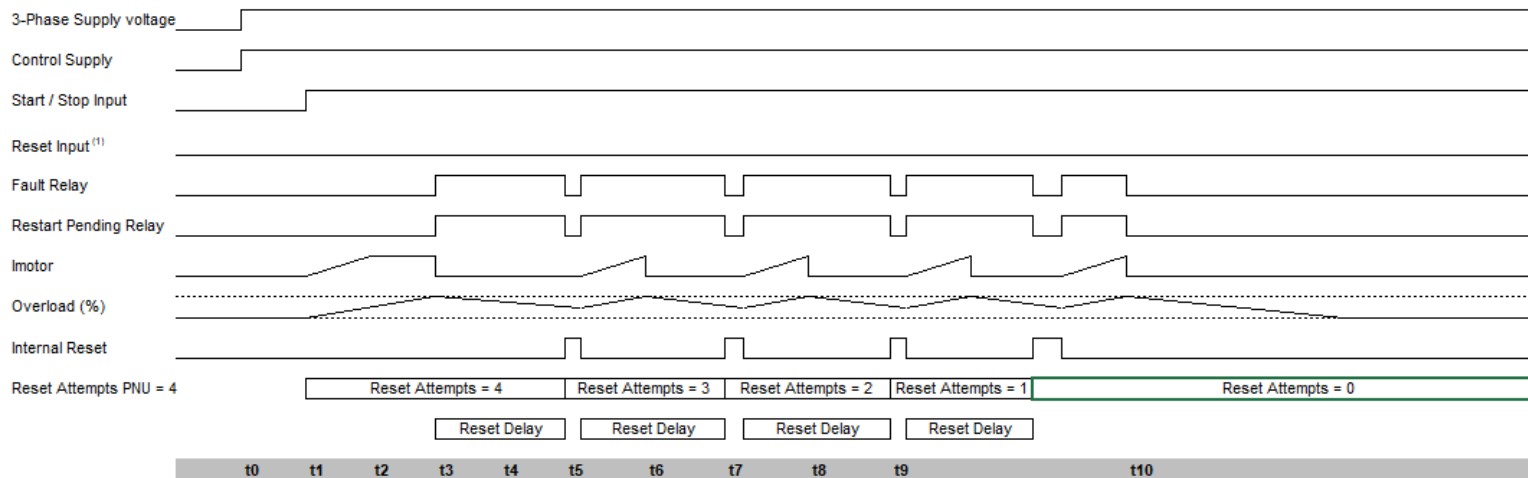 3-Phase Supply voltage
Control Supply
Start / Stop Input
Reset Input (1)
Fault Relay
Restart Pending Relay
Imotor
Overload (%)
Internal Reset
Reset Attempts PNU = 4 Reset Attempts = 4 Reset Attempts = 3 Reset Attempts = 2 Reset Attempts = 1 Reset Attempts = 0
Reset Delay Reset Delay Reset Delay Reset Delay
t0 t1 t2 t3 t4 t5 t6 t7 t8 t9 t10